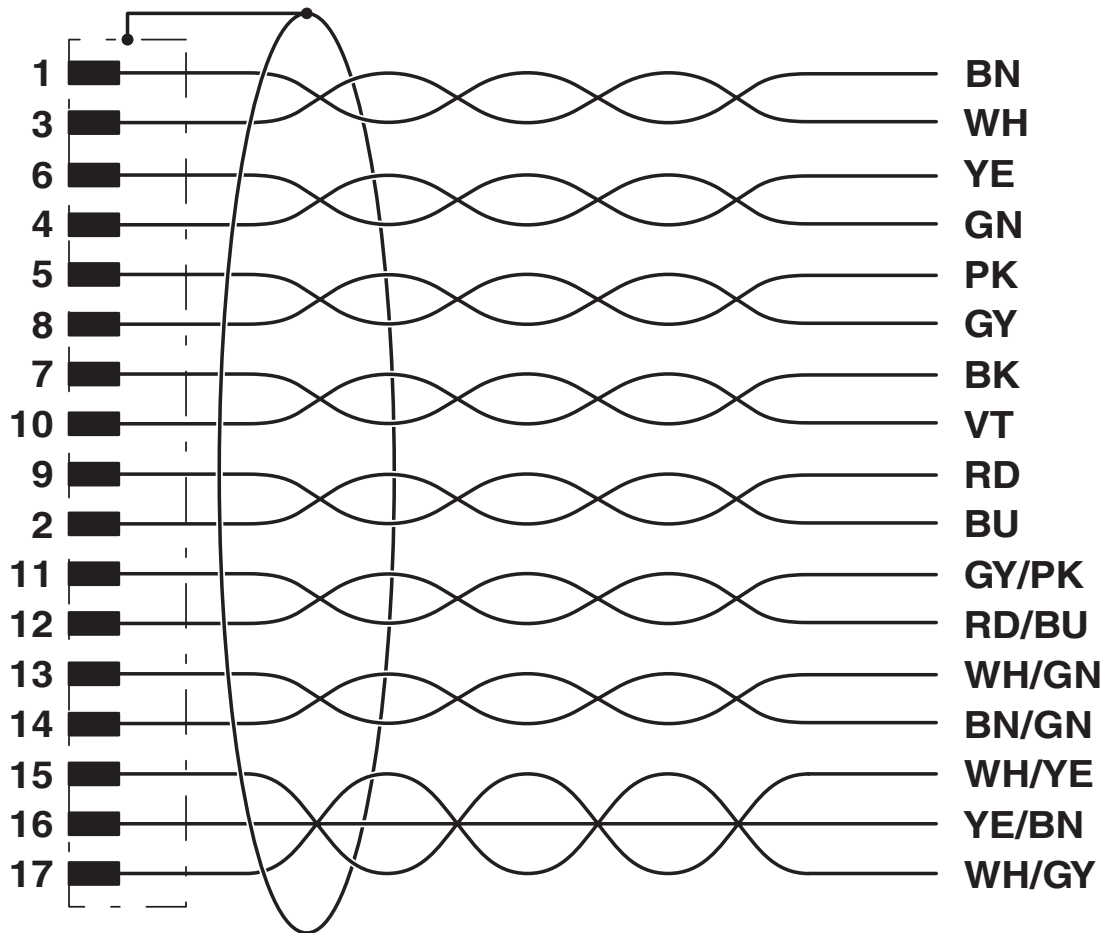 1 BN
3 WH
6 YE
4 GN
5 PK
8 GY
7 BK
10 VT
9 RD
2 BU
11 GY/PK
12 RD/BU
13 WH/GN
14 BN/GN
15 WH/YE
16 YE/BN
17 WH/GY